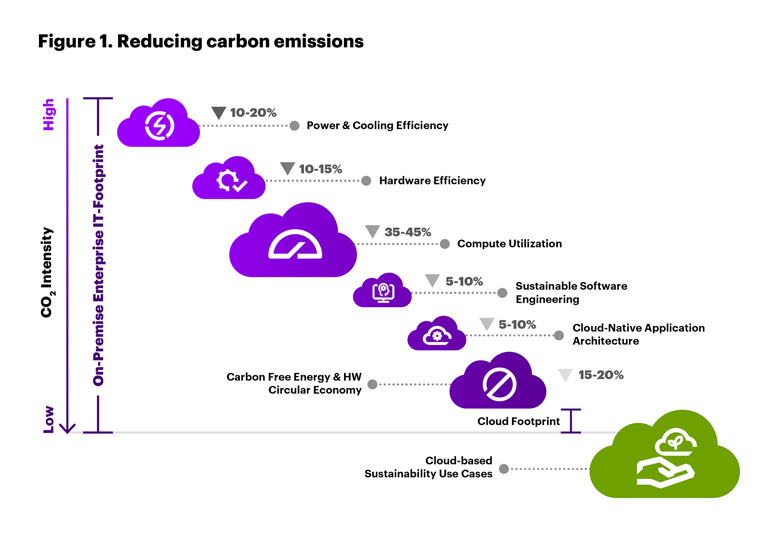 Figure 1. Reducing carbon emissions
High
CO2 Intensity
Low
On-Premise Enterprise IT-Footprint
10-20%
Power & Cooling Efficiency
10-15%
Hardware Efficiency
35-45%
Compute Utilization
5-10%
Sustainable Software
Engineering
5-10%
Cloud-Native Application
Architecture
Carbon Free Energy & HW
Circular Economy
15-20%
Cloud Footprint
Cloud-based
Sustainability Use Cases